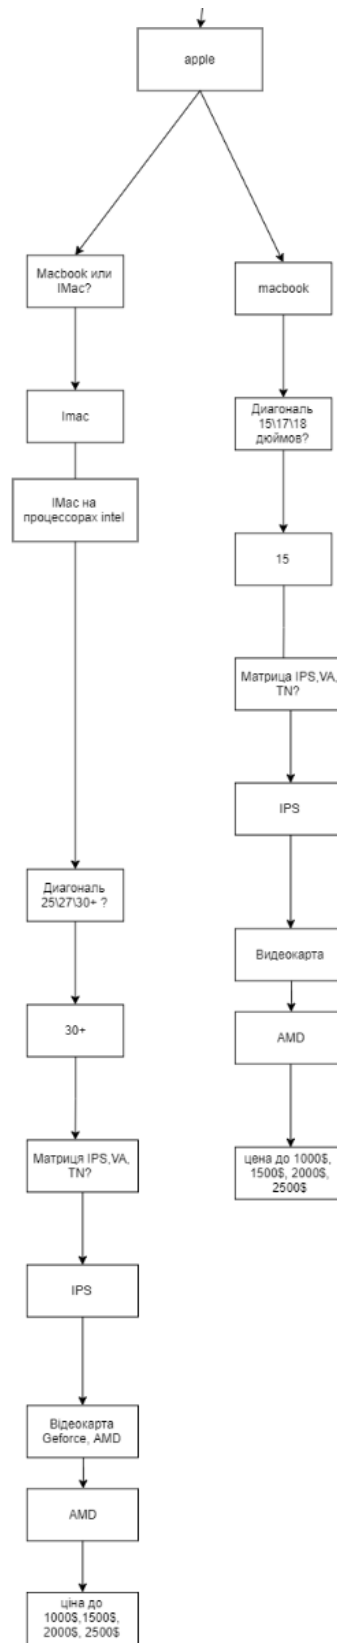 apple
Macbook или
IMac?
Imac
IMac на
процессорах intel
Диагональ
25\27\30+ ?
30+
Матриця IPS,VA,
TN?
IPS
Відеокарта
Geforce, AMD
AMD
ціна до
1000$,1500$,
2000$, 2500$
macbook
Диагональ
15\17\18
дюймов?
15
Матрица IPS,VA,
TN?
IPS
Видеокарта
AMD
цена до 1000$,
1500$, 2000$,
2500$